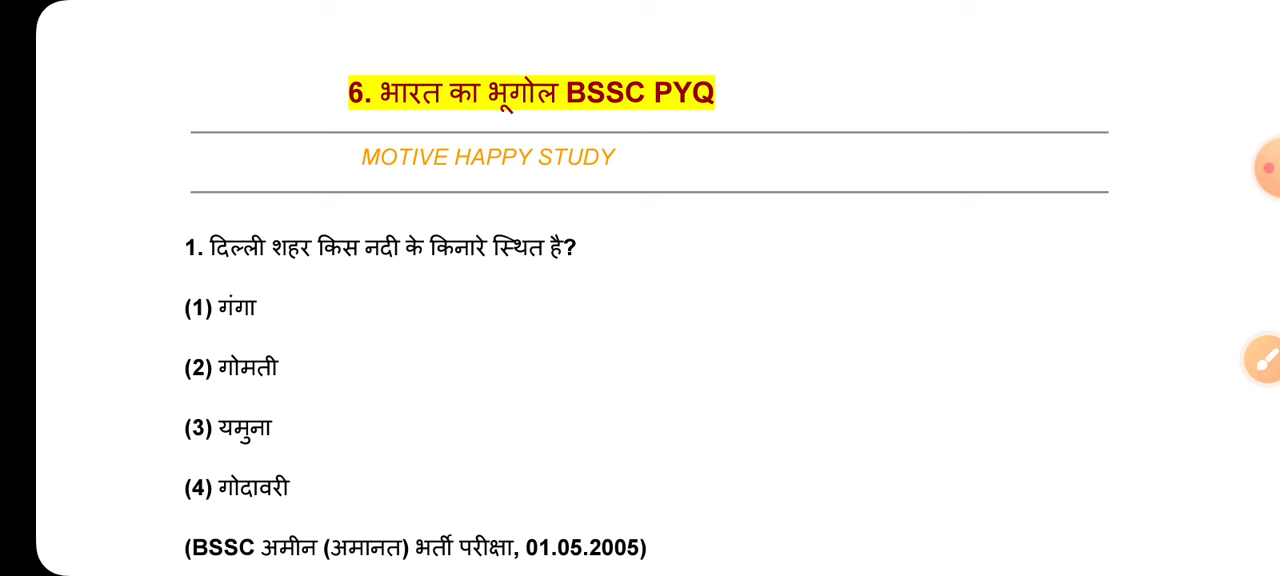 6. भारत का भूगोल BSSC PYQ
MOTIVE HAPPY STUDY
1. दिल्ली शहर किस नदी के किनारे स्थित है?
(1) गंगा
(2) गोमती
(3) यमुना
(4) गोदावरी
(BSSC अमीन (अमानत) भर्ती परीक्षा, 01.05.2005)